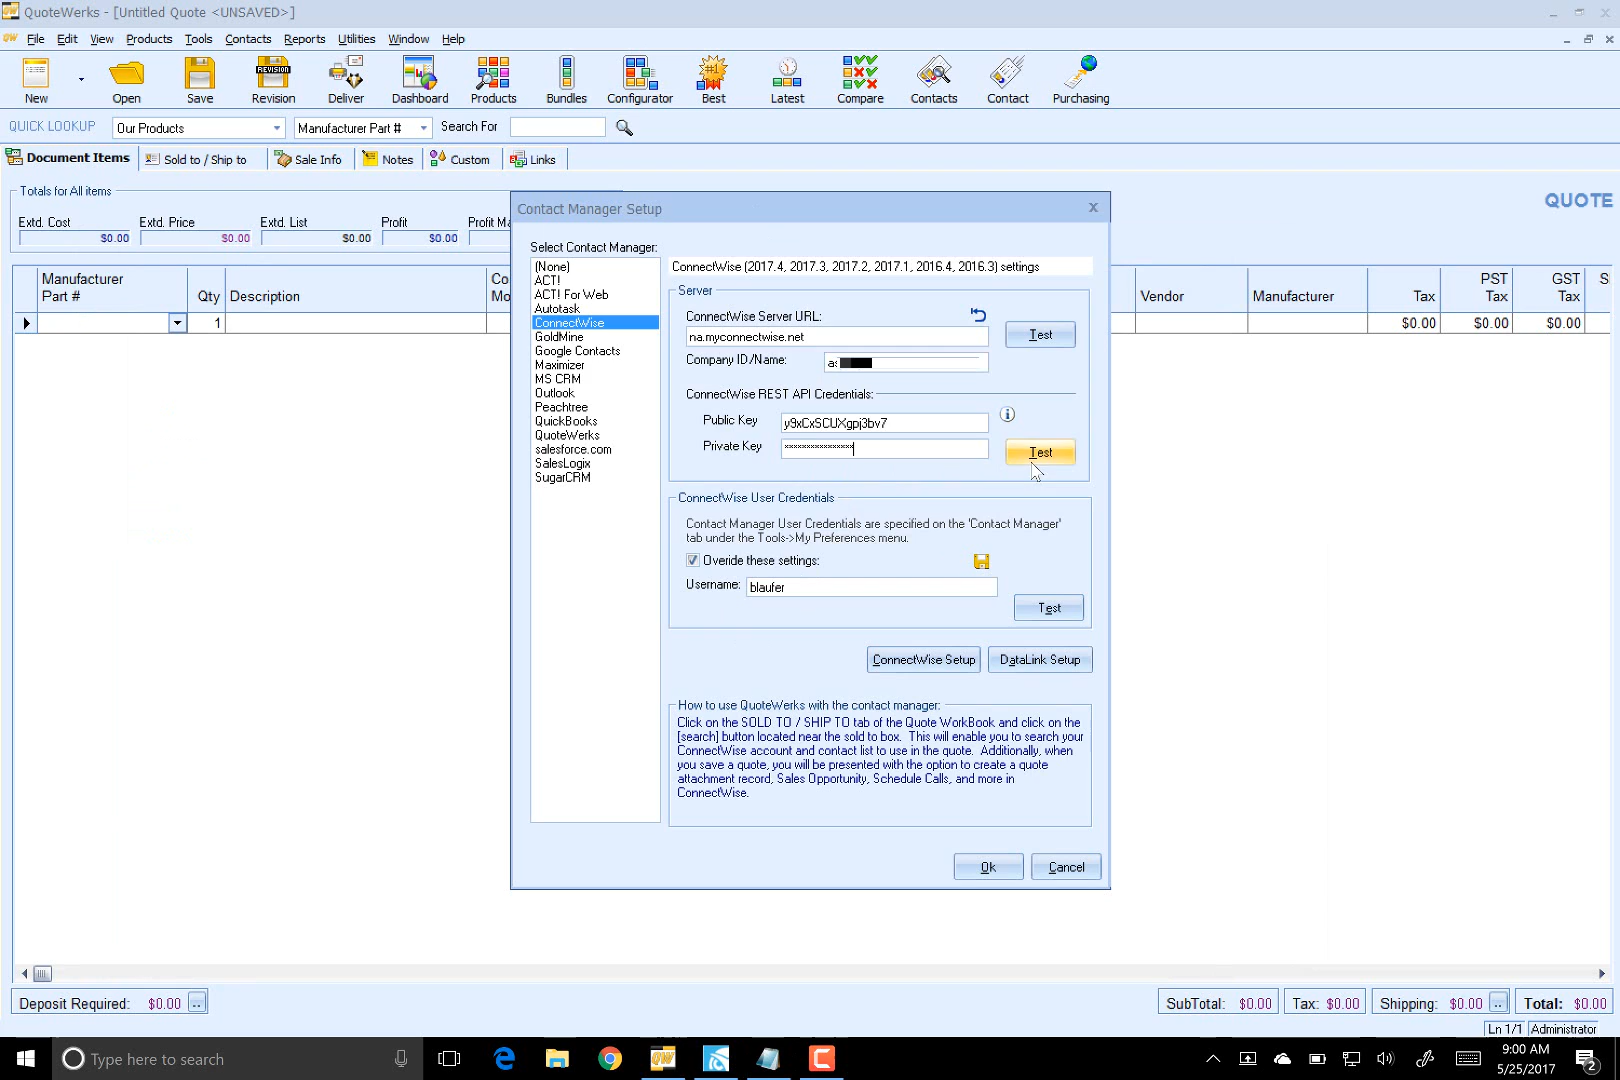 QuoteWerks - [Untitled Quote <UNSAVED>]
File Edit View Products Tools Contacts Reports Utilities Window Help
New Open Save Revision Deliver Dashboard Products Bundles Configurator Best Latest Compare Contacts Contact Purchasing
REVISION
#1
QUICK LOOKUP Our Products Manufacturer Part # Search For
Document Items Sold to / Ship to Sale Info Notes Custom Links
Totals for All items
QUOTE
Extd. Cost Extd. Price Extd. List Profit Profit Ma
$0.00 $0.00 $0.00 $0.00
Manufacturer
Part # Qty Description Co
Mo
Vendor Manufacturer Tax PST
Tax GST
Tax S
1 $0.00 $0.00 $0.00
Contact Manager Setup
Select Contact Manager:
(None)
ACT!
ACT! For Web
Autotask
ConnectWise
GoldMine
Google Contacts
Maximizer
MS CRM
Outlook
Peachtree
QuickBooks
QuoteWerks
salesforce.com
SalesLogix
SugarCRM
ConnectWise (2017.4, 2017.3, 2017.2, 2017.1, 2016.4, 2016.3) settings
Server
ConnectWise Server URL:
na.myconnectwise.net Test
Company ID/Name:
ConnectWise REST API Credentials:
Public Key y9xCxSCUXgpj3bv7
Private Key **************** Test
ConnectWise User Credentials
Contact Manager User Credentials are specified on the 'Contact Manager'
tab under the Tools->My Preferences menu.
Overide these settings:
Username: blaufer
Test
ConnectWise Setup DataLink Setup
How to use QuoteWerks with the contact manager:
Click on the SOLD TO / SHIP TO tab of the Quote WorkBook and click on the
[search] button located near the sold to box. This will enable you to search your
ConnectWise account and contact list to use in the quote. Additionally, when
you save a quote, you will be presented with the option to create a quote
attachment record, Sales Opportunity, Schedule Calls, and more in
ConnectWise.
Ok Cancel
Deposit Required: $0.00 .. SubTotal: $0.00 Tax: $0.00 Shipping: $0.00 .. Total: $0.00
Ln 1/1 Administrator
Type here to search
9:00 AM
5/25/2017
2